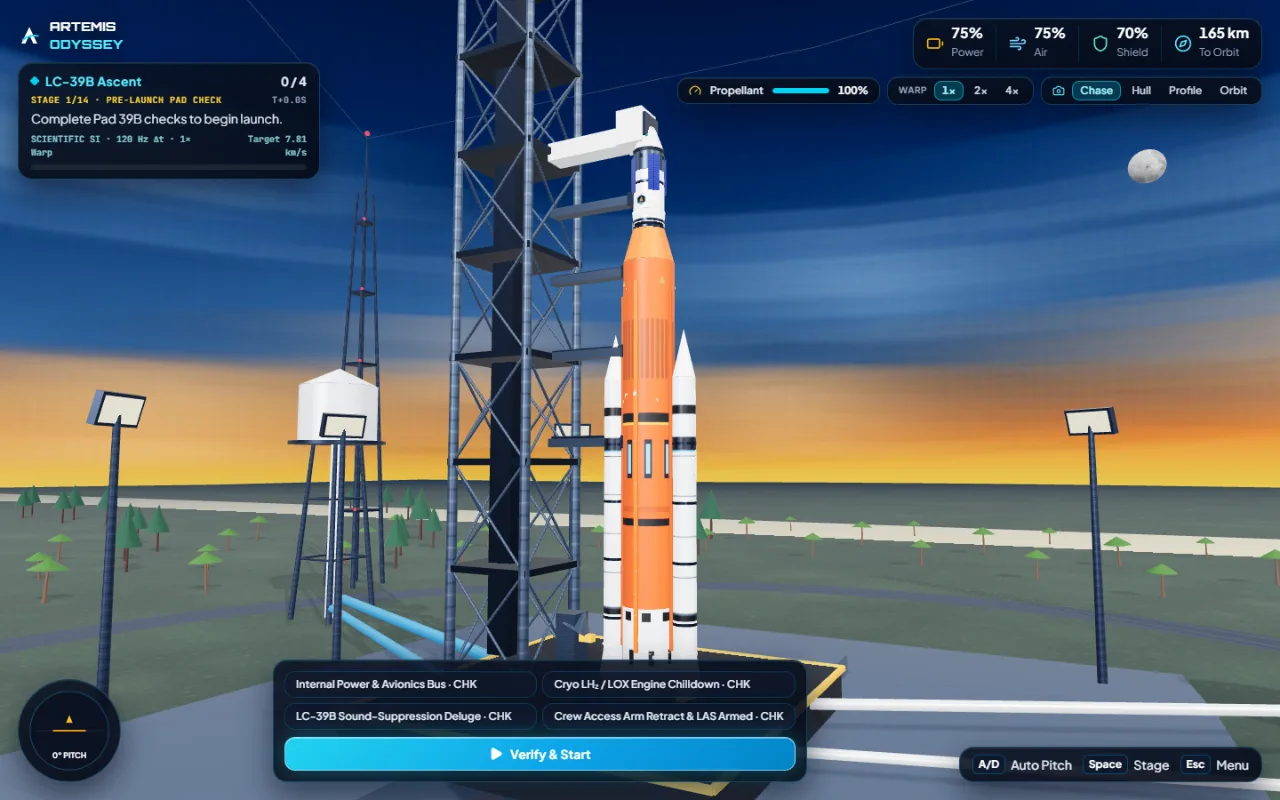 ARTEMIS
ODYSSEY
LC-39B Ascent 0/4
STAGE 1/14 · PRE-LAUNCH PAD CHECK T+0.0S
Complete Pad 39B checks to begin launch.
SCIENTIFIC SI · 120 Hz Δt · 1× Warp
Target 7.81 km/s
75% Power
75% Air
70% Shield
165 km To Orbit
Propellant 100%
WARP 1× 2× 4×
Chase Hull Profile Orbit
Internal Power & Avionics Bus · CHK
Cryo LH₂ / LOX Engine Chilldown · CHK
LC-39B Sound-Suppression Deluge · CHK
Crew Access Arm Retract & LAS Armed · CHK
Verify & Start
0° PITCH
A/D Auto Pitch Space Stage Esc Menu